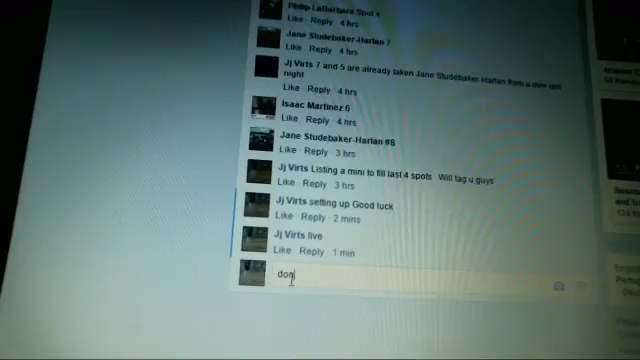 Philip LaBarbara Spot 4
Like Reply 4 hrs
Jane Studebaker-Harlan 7
Like Reply 4 hrs
Jj Virts 7 and 5 are already taken Jane Studebaker-Harlan from a dom upt
night
Like Reply 4 hrs
Isaac Martinez 6
Like Reply 4 hrs
Jane Studebaker-Harlan #8
Like Reply 3 hrs
Jj Virts Listing a mini to fill last 4 spots Will tag u guys
Like Reply 3 hrs
Jj Virts setting up Good luck
Like Reply 2 mins
Jj Virts live
Like Reply 1 min
don